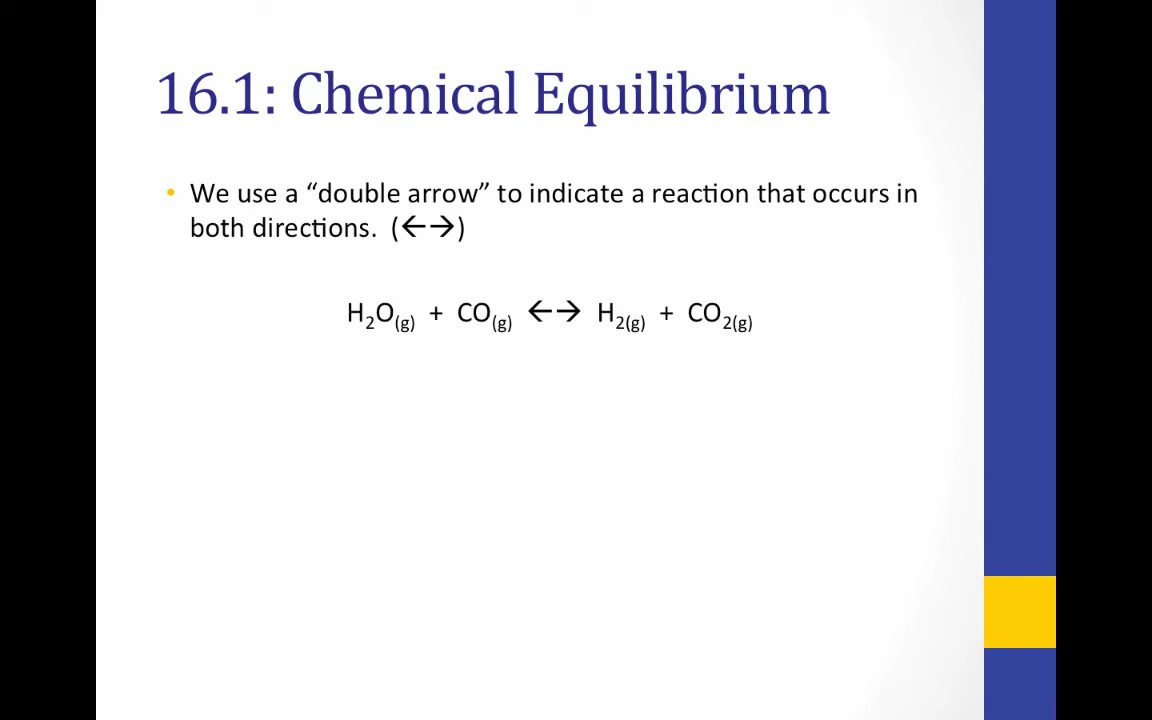 16.1: Chemical Equilibrium
• We use a “double arrow” to indicate a reaction that occurs in
both directions. (←→)
H₂O₍g₎ + CO₍g₎ ←→ H₂₍g₎ + CO₂₍g₎